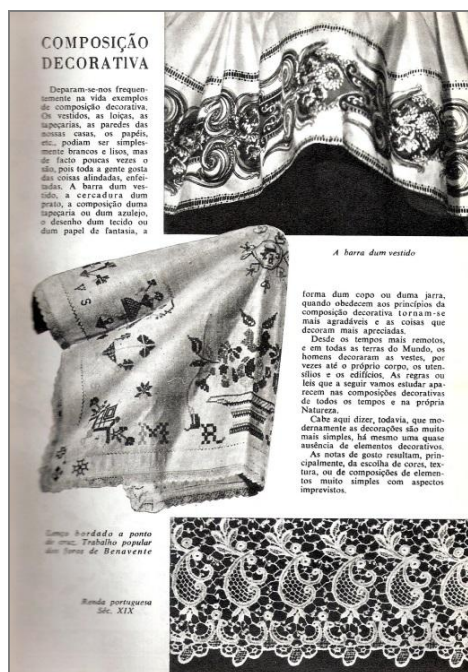 COMPOSIÇÃO
DECORATIVA
Deparam-se-nos frequen-
temente na vida exemplos
de composição decorativa.
Os vestidos, as loiças, as
tapeçarias, as paredes das
nossas casas, os papéis,
etc., podiam ser simples-
mente brancos e lisos, mas
de facto poucas vezes o
são, pois toda a gente gosta
das coisas alindadas, enfei-
tadas. A barra dum ves-
tido, a cercadura dum
prato, a composição duma
tapeçaria ou dum azulejo,
o desenho dum tecido ou
dum papel de fantasia, a
A barra dum vestido
forma dum copo ou duma jarra,
quando obedecem aos princípios da
composição decorativa tornam-se
mais agradáveis e as coisas que
decoram mais apreciadas.
Desde os tempos mais remotos,
e em todas as terras do Mundo, os
homens decoraram as vestes, por
vezes até o próprio corpo, os uten-
sílios e os edifícios. As regras ou
leis que a seguir vamos estudar apa-
recem nas composições decorativas
de todos os tempos e na própria
Natureza.
Cabe aqui dizer, todavia, que mo-
dernamente as decorações são muito
mais simples, há mesmo uma quase
ausência de elementos decorativos.
As notas de gosto resultam, prin-
cipalmente, da escolha de cores, tex-
tura, ou de composições de elemen-
tos muito simples com aspectos
imprevistos.
Lenço bordado a ponto
de cruz. Trabalho popular
dos foros de Benavente
Renda portuguesa
Séc. XIX